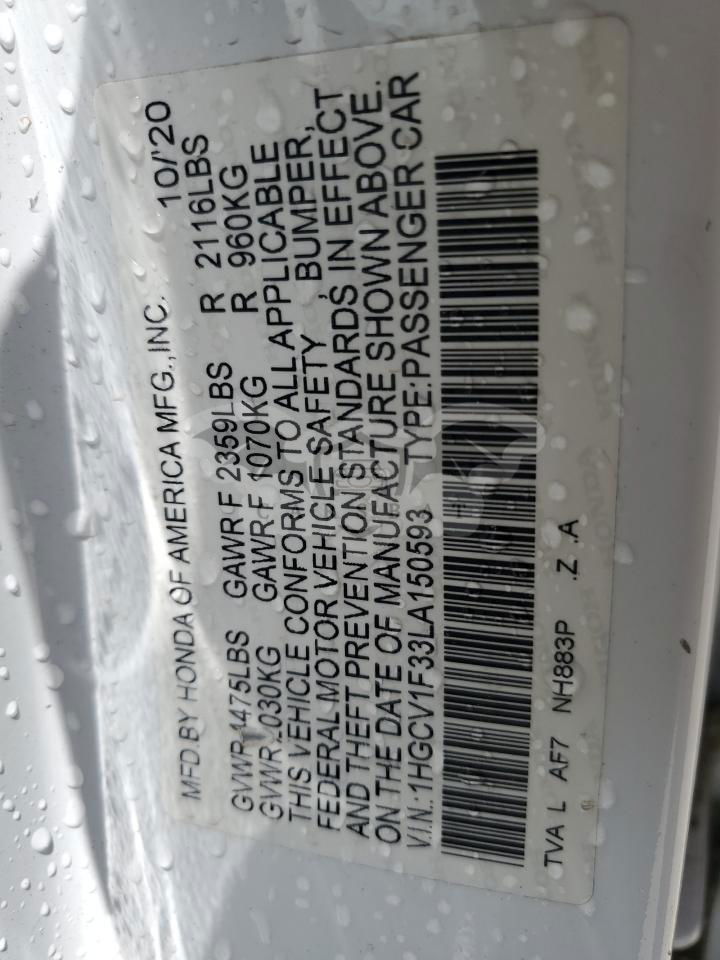 MFD.BY HONDA OF AMERICA MFG.,INC. 10/'20
GVWR 4475LBS GAWR F 2359LBS R 2116LBS
GVWR 2030KG GAWR F 1070KG R 960KG
THIS VEHICLE CONFORMS TO ALL APPLICABLE
FEDERAL MOTOR VEHICLE SAFETY , BUMPER,
AND THEFT PREVENTION STANDARDS IN EFFECT
ON THE DATE OF MANUFACTURE SHOWN ABOVE.
V.I.N.:1HGCV1F33LA150593 TYPE:PASSENGER CAR
TVA L AF7 NH883P .Z .A
HONDA